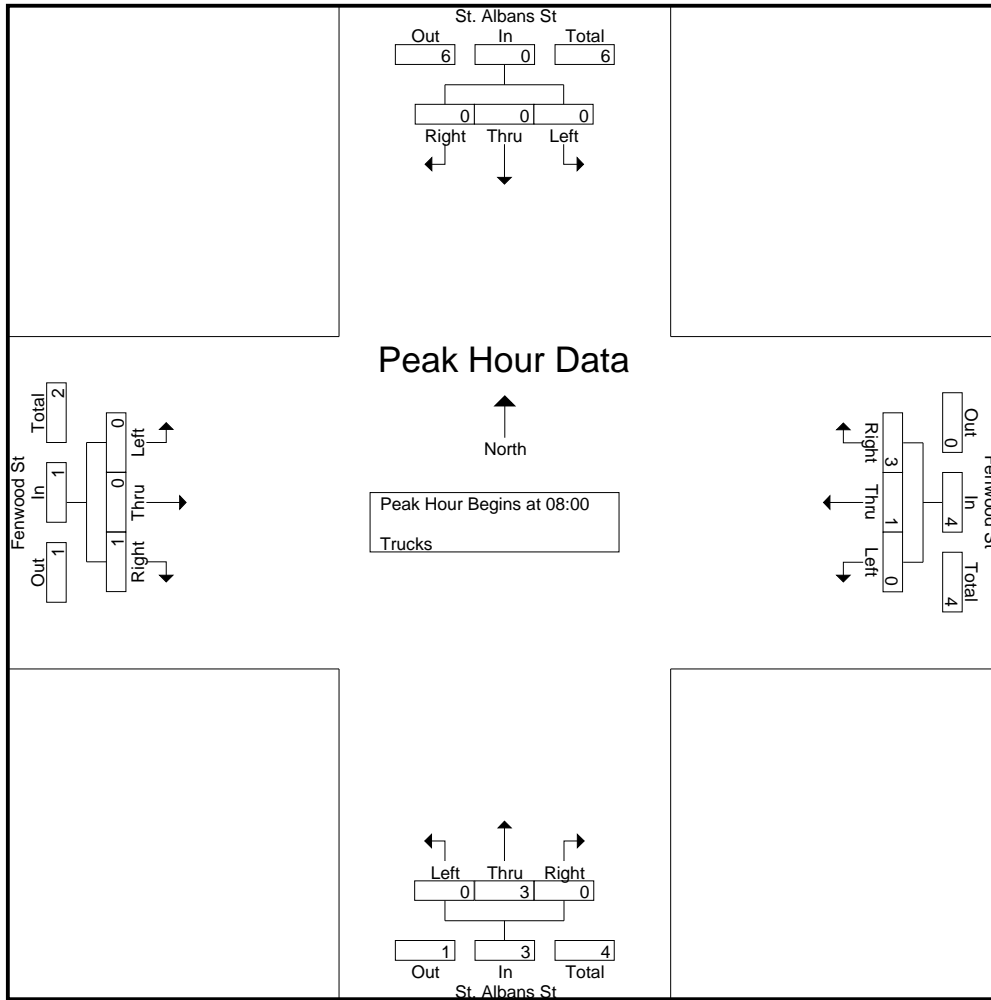 St. Albans St
Out In Total
6 0 6
0 0 0
Right Thru Left
Peak Hour Data
North
Peak Hour Begins at 08:00
Trucks
Fenwood St
Total In Out
2 1 1
0 0 1
Left Thru Right
Fenwood St
Out In Total
0 4 4
3 1 0
Right Thru Left
Left Thru Right
0 3 0
1 3 4
Out In Total
St. Albans St